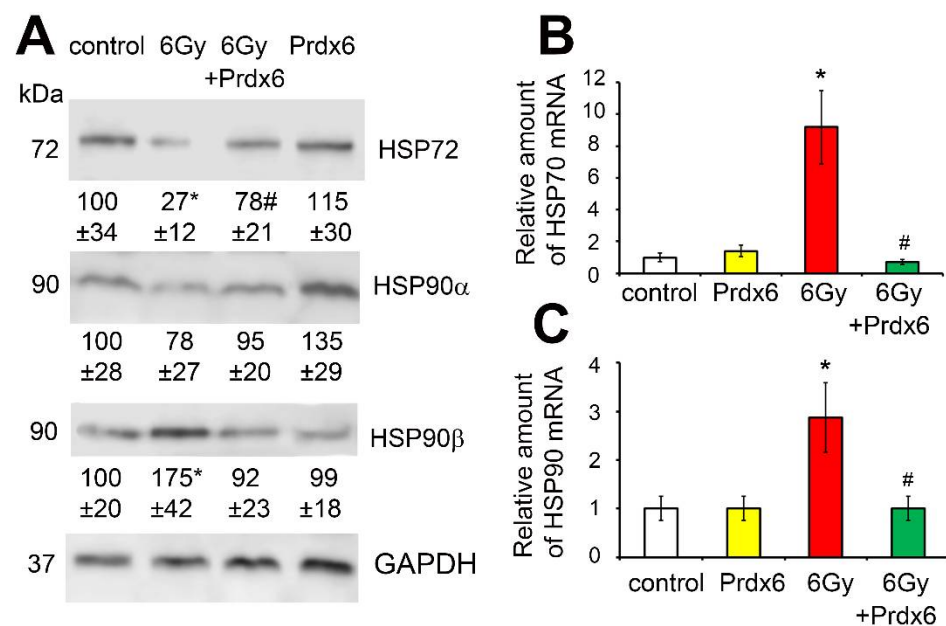 A
control 6Gy 6Gy Prdx6
+Prdx6
kDa
72 HSP72
100 27* 78# 115
±34 ±12 ±21 ±30
90 HSP90α
100 78 95 135
±28 ±27 ±20 ±29
90 HSP90β
100 175* 92 99
±20 ±42 ±23 ±18
37 GAPDH
B
Relative amount
of HSP70 mRNA
12
10
8
6
4
2
0
*
#
control Prdx6 6Gy 6Gy
+Prdx6
C
Relative amount
of HSP90 mRNA
4
3
2
1
0
*
#
control Prdx6 6Gy 6Gy
+Prdx6